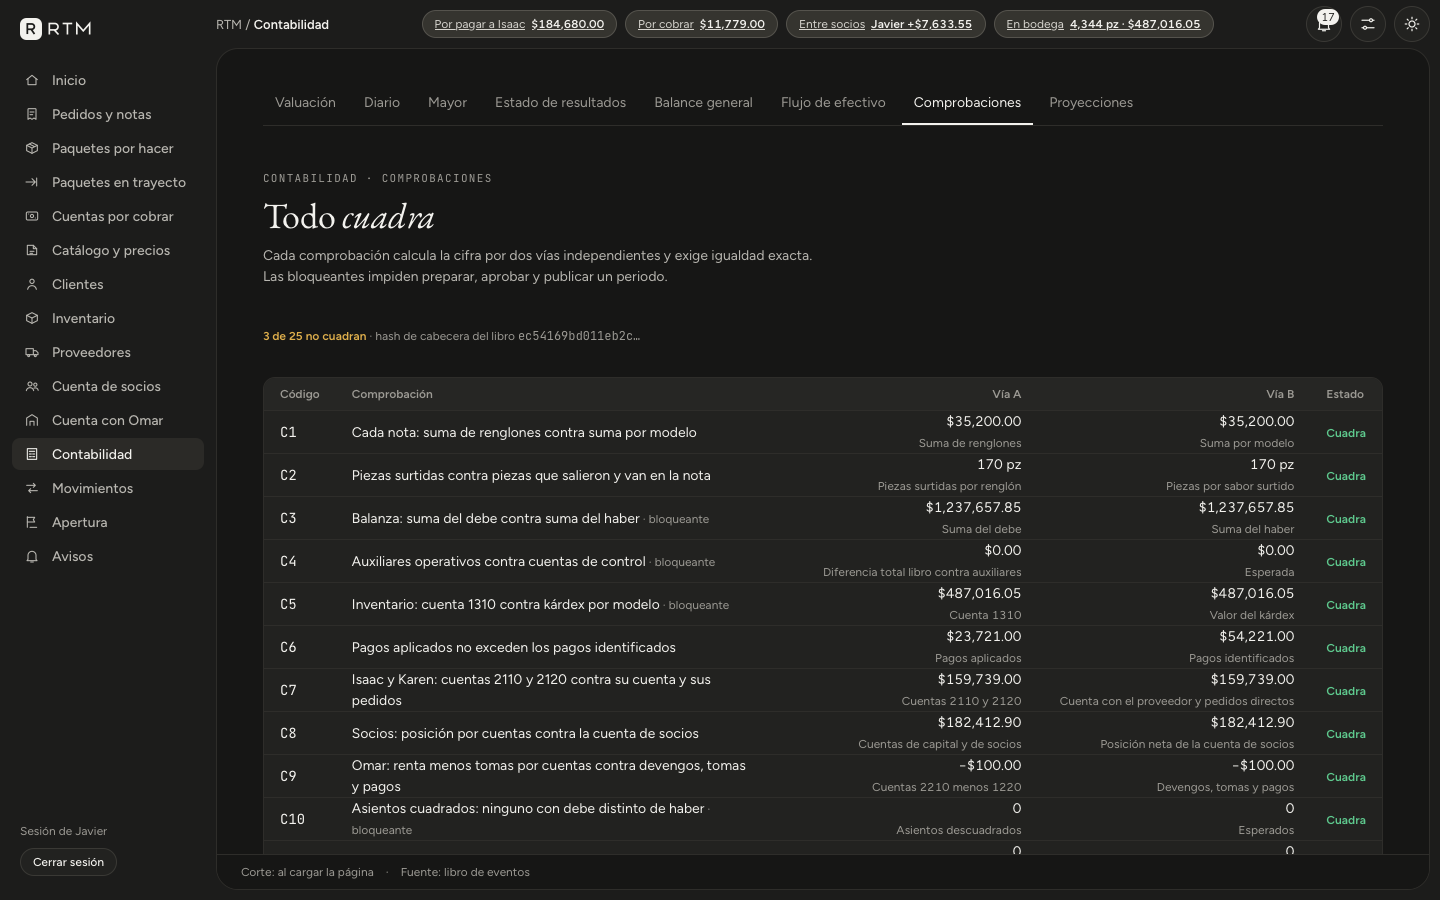 R RTM
RTM / Contabilidad
Por pagar a Isaac $184,680.00
Por cobrar $11,779.00
Entre socios Javier +$7,633.55
En bodega 4,344 pz · $487,016.05
17
Inicio
Pedidos y notas
Paquetes por hacer
Paquetes en trayecto
Cuentas por cobrar
Catálogo y precios
Clientes
Inventario
Proveedores
Cuenta de socios
Cuenta con Omar
Contabilidad
Movimientos
Apertura
Avisos
Sesión de Javier
Cerrar sesión
Valuación Diario Mayor Estado de resultados Balance general Flujo de efectivo Comprobaciones Proyecciones
CONTABILIDAD · COMPROBACIONES
Todo cuadra
Cada comprobación calcula la cifra por dos vías independientes y exige igualdad exacta.
Las bloqueantes impiden preparar, aprobar y publicar un periodo.
3 de 25 no cuadran · hash de cabecera del libro ec54169bd011eb2c…
Código Comprobación Vía A Vía B Estado
C1 Cada nota: suma de renglones contra suma por modelo $35,200.00 $35,200.00 Cuadra
Suma de renglones Suma por modelo
C2 Piezas surtidas contra piezas que salieron y van en la nota 170 pz 170 pz Cuadra
Piezas surtidas por renglón Piezas por sabor surtido
C3 Balanza: suma del debe contra suma del haber · bloqueante $1,237,657.85 $1,237,657.85 Cuadra
Suma del debe Suma del haber
C4 Auxiliares operativos contra cuentas de control · bloqueante $0.00 $0.00 Cuadra
Diferencia total libro contra auxiliares Esperada
C5 Inventario: cuenta 1310 contra kárdex por modelo · bloqueante $487,016.05 $487,016.05 Cuadra
Cuenta 1310 Valor del kárdex
C6 Pagos aplicados no exceden los pagos identificados $23,721.00 $54,221.00 Cuadra
Pagos aplicados Pagos identificados
C7 Isaac y Karen: cuentas 2110 y 2120 contra su cuenta y sus $159,739.00 $159,739.00 Cuadra
pedidos Cuentas 2110 y 2120 Cuenta con el proveedor y pedidos directos
C8 Socios: posición por cuentas contra la cuenta de socios $182,412.90 $182,412.90 Cuadra
Cuentas de capital y de socios Posición neta de la cuenta de socios
C9 Omar: renta menos tomas por cuentas contra devengos, tomas −$100.00 −$100.00 Cuadra
y pagos Cuentas 2210 menos 1220 Devengos, tomas y pagos
C10 Asientos cuadrados: ninguno con debe distinto de haber · 0 0 Cuadra
bloqueante Asientos descuadrados Esperados
0 0
Corte: al cargar la página · Fuente: libro de eventos